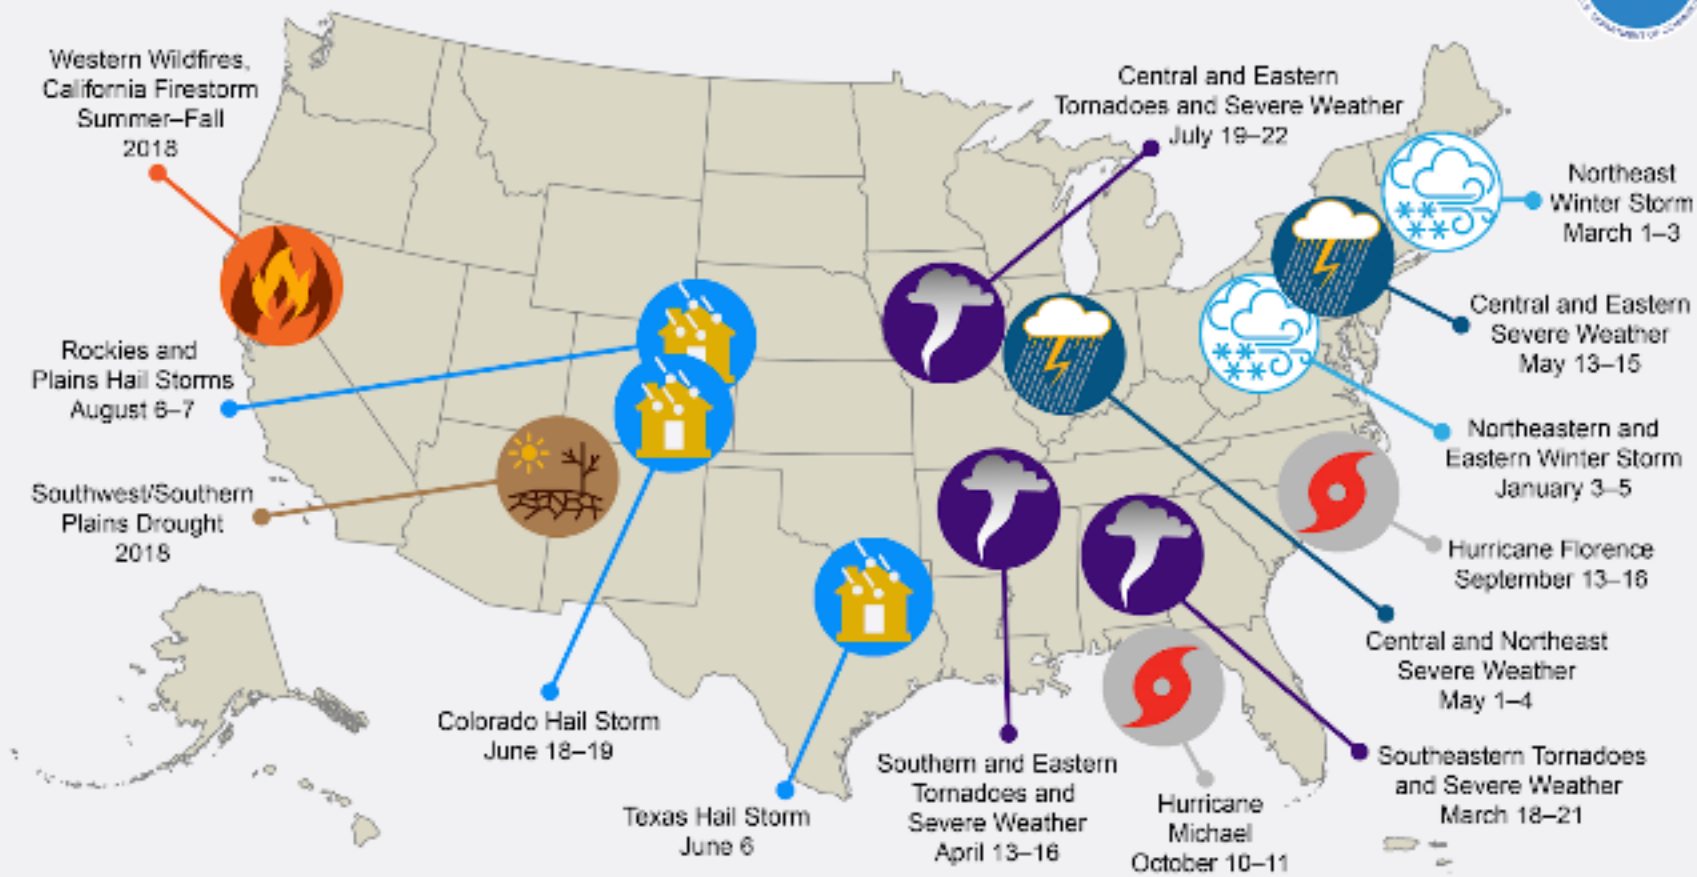 Western Wildfires,
California Firestorm
Summer–Fall
2018
Central and Eastern
Tornadoes and Severe Weather
July 19–22
Northeast
Winter Storm
March 1–3
Central and Eastern
Severe Weather
May 13–15
Rockies and
Plains Hail Storms
August 6–7
Northeastern and
Eastern Winter Storm
January 3–5
Southwest/Southern
Plains Drought
2018
Hurricane Florence
September 13–16
Central and Northeast
Severe Weather
May 1–4
Colorado Hail Storm
June 18–19
Southeastern Tornadoes
and Severe Weather
March 18–21
Southern and Eastern
Tornadoes and
Severe Weather
April 13–16
Hurricane
Michael
October 10–11
Texas Hail Storm
June 6